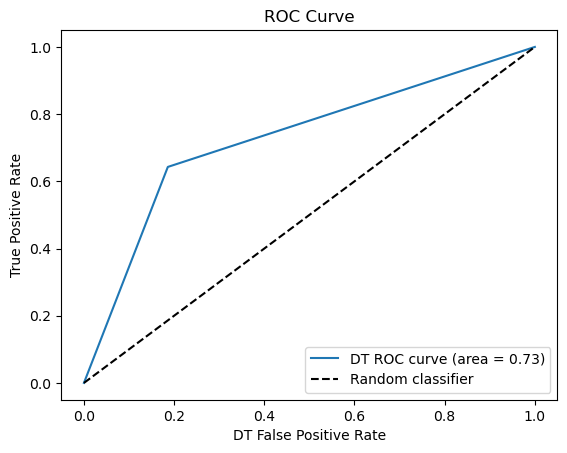 ROC Curve
1.0
0.8
0.6
0.4
0.2
0.0
True Positive Rate
0.0 0.2 0.4 0.6 0.8 1.0
DT False Positive Rate
DT ROC curve (area = 0.73)
Random classifier